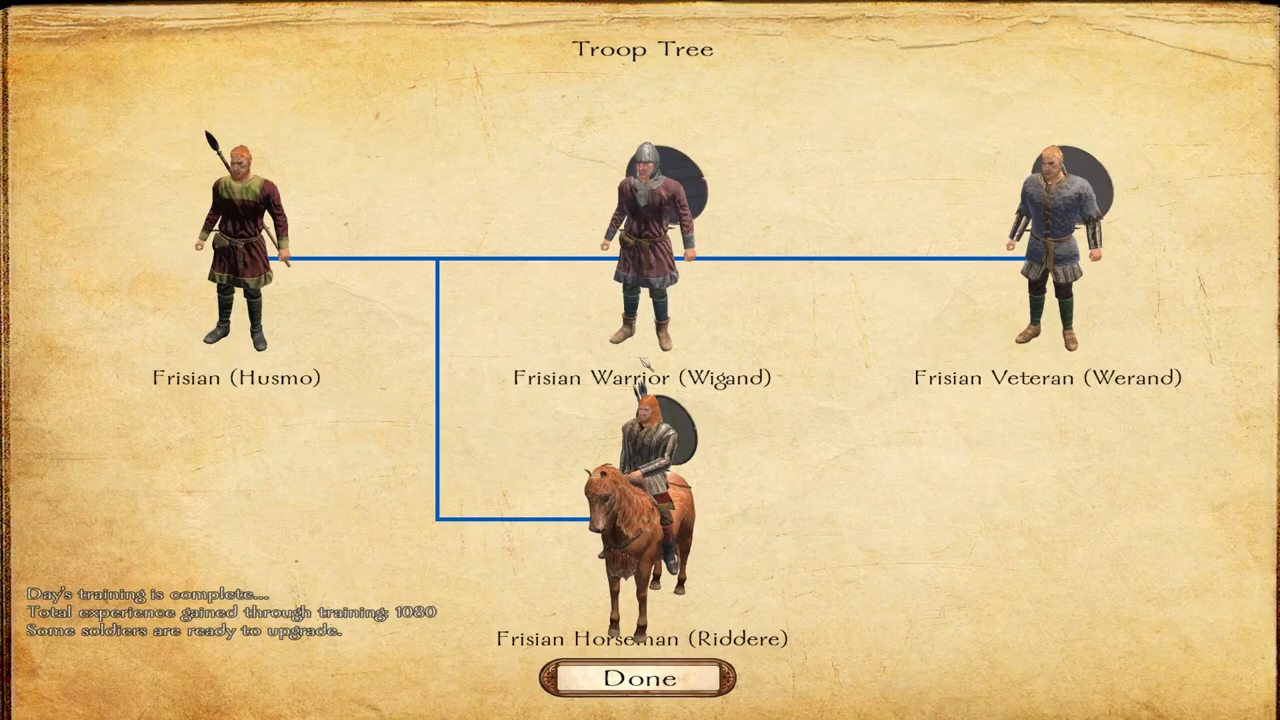 Troop Tree
Frisian (Husmo)
Frisian Warrior (Wigand)
Frisian Veteran (Werand)
Day's training is complete...
Total experience gained through training: 1080
Some soldiers are ready to upgrade.
Frisian Horseman (Riddere)
Done